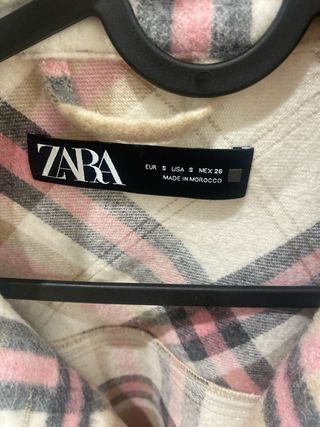 ZARA
EUR S USA S MEX 26
MADE IN MOROCCO